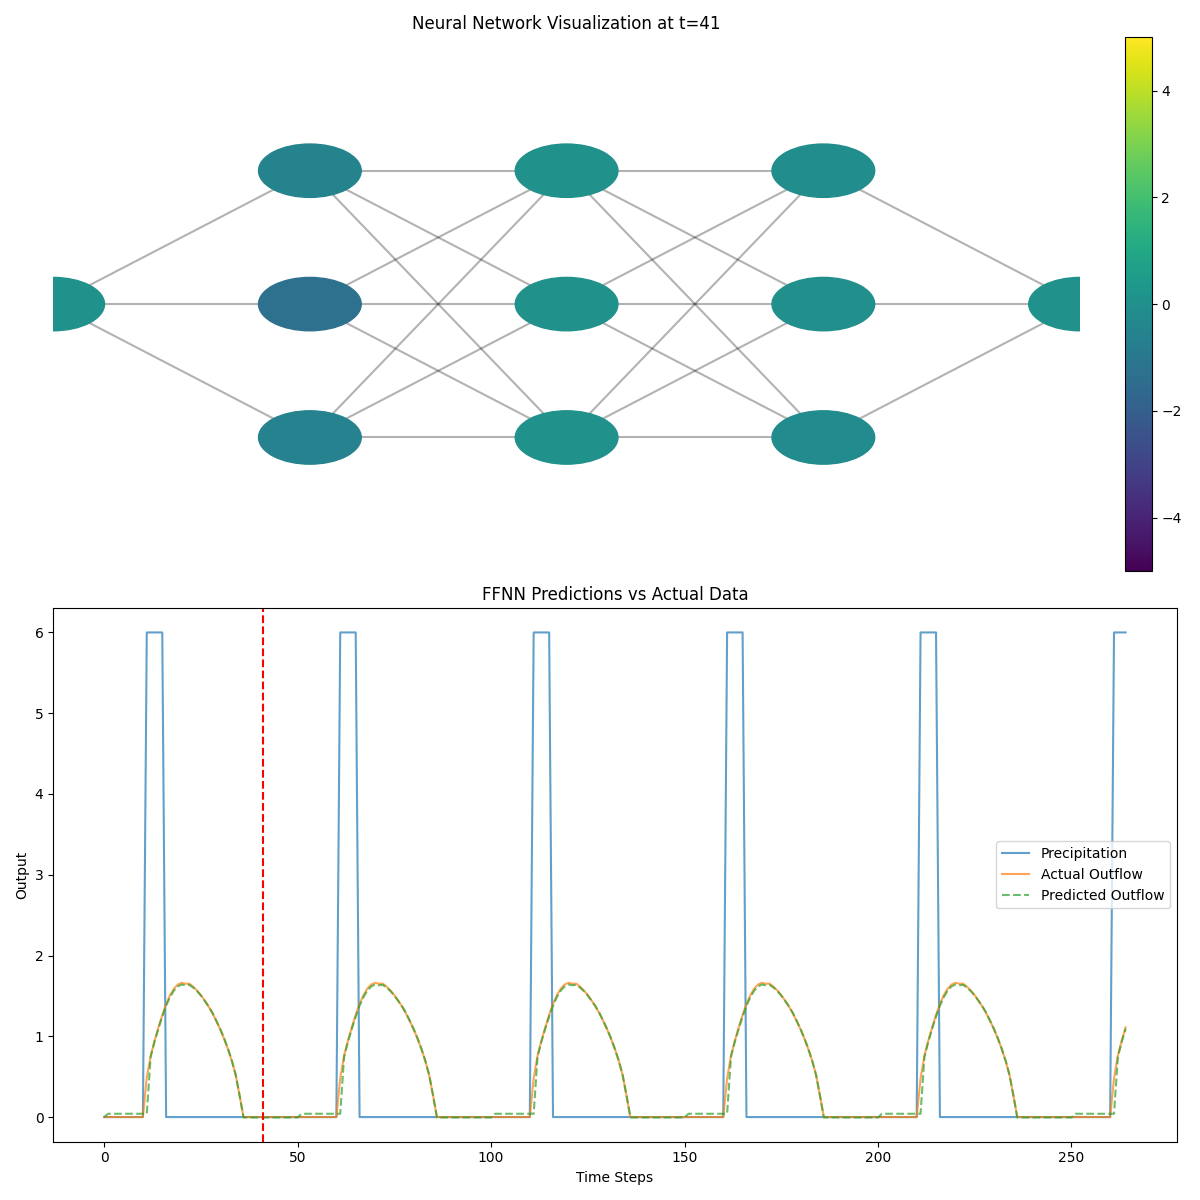 Neural Network Visualization at t=41
4
2
0
−2
−4
FFNN Predictions vs Actual Data
Output
6
5
4
3
2
1
0
Precipitation
Actual Outflow
Predicted Outflow
0 50 100 150 200 250
Time Steps